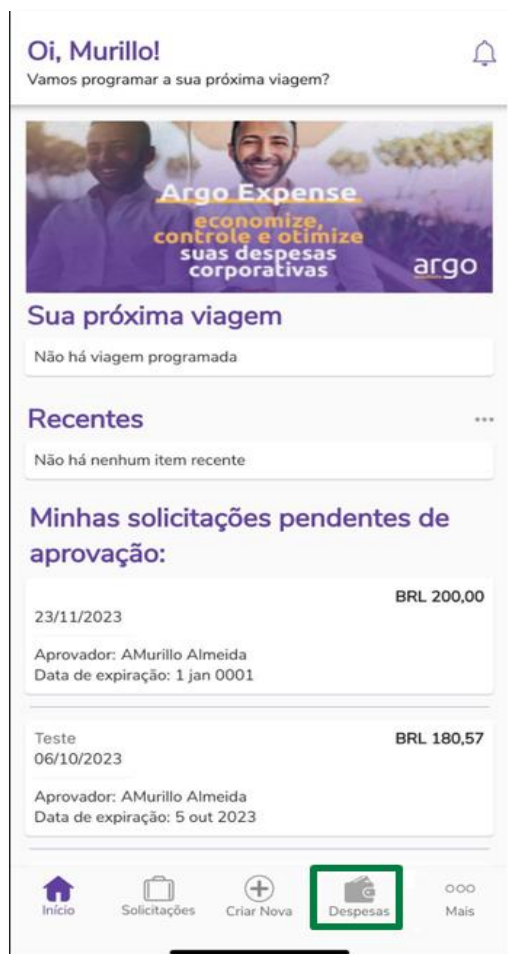 Oi, Murillo!
Vamos programar a sua próxima viagem?
Argo Expense
economize,
controle e otimize
suas despesas
corporativas
argo
Sua próxima viagem
Não há viagem programada
Recentes
Não há nenhum item recente
Minhas solicitações pendentes de
aprovação:
BRL 200,00
23/11/2023
Aprovador: AMurillo Almeida
Data de expiração: 1 jan 0001
Teste BRL 180,57
06/10/2023
Aprovador: AMurillo Almeida
Data de expiração: 5 out 2023
Início Solicitações Criar Nova Despesas Mais